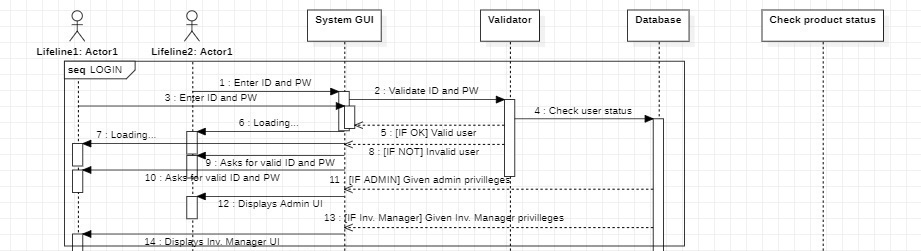 System GUI
Validator
Database
Check product status
Lifeline1: Actor1
Lifeline2: Actor1
seq LOGIN
1 : Enter ID and PW
2 : Validate ID and PW
3 : Enter ID and PW
4 : Check user status
6 : Loading...
5 : [IF OK] Valid user
7 : Loading...
8 : [IF NOT] Invalid user
9 : Asks for valid ID and PW
10 : Asks for valid ID and PW
11 : [IF ADMIN] Given admin privilleges
12 : Displays Admin UI
13 : [IF Inv. Manager] Given Inv. Manager privilleges
14 : Displays Inv. Manager UI